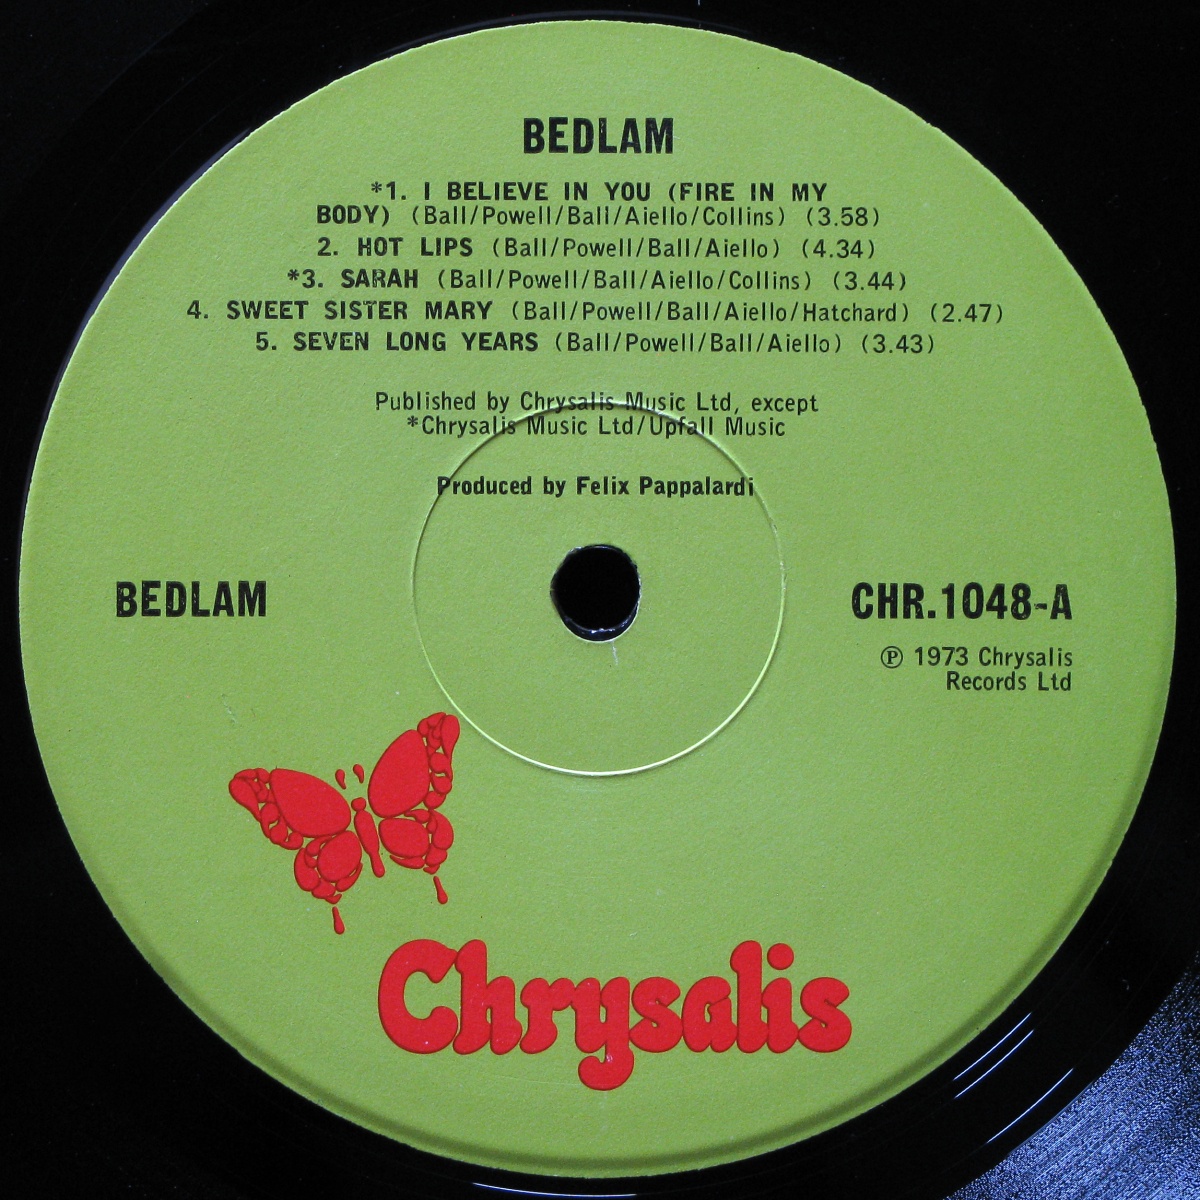 BEDLAM
*1. I BELIEVE IN YOU (FIRE IN MY
BODY) (Ball/Powell/Ball/Aiello/Collins) (3.58)
2. HOT LIPS (Ball/Powell/Ball/Aiello) (4.34)
*3. SARAH (Ball/Powell/Ball/Aiello/Collins) (3.44)
4. SWEET SISTER MARY (Ball/Powell/Ball/Aiello/Hatchard) (2.47)
5. SEVEN LONG YEARS (Ball/Powell/Ball/Aiello) (3.43)
Published by Chrysalis Music Ltd, except
*Chrysalis Music Ltd/Upfall Music
Produced by Felix Pappalardi
BEDLAM
CHR.1048-A
℗ 1973 Chrysalis
Records Ltd
Chrysalis